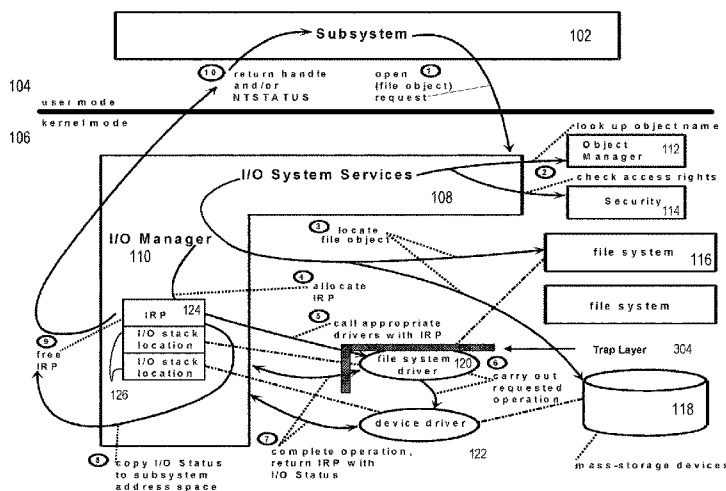 Subsystem
102
10
return handle
and/or
NTSTATUS
open
(file object)
request
1
104
user mode
106
kernel mode
look up object name
Object
Manager
112
2
check access rights
Security
114
I/O System Services
108
3
locate
file object
I/O Manager
110
file system
116
4
allocate
IRP
file system
IRP
124
5
call appropriate
drivers with IRP
I/O stack
location
I/O stack
location
9
free
IRP
Trap Layer
304
file system
driver
120
6
carry out
requested
operation
118
126
device driver
122
7
complete operation,
return IRP with
I/O Status
8
copy I/O Status
to subsystem
address space
mass-storage devices